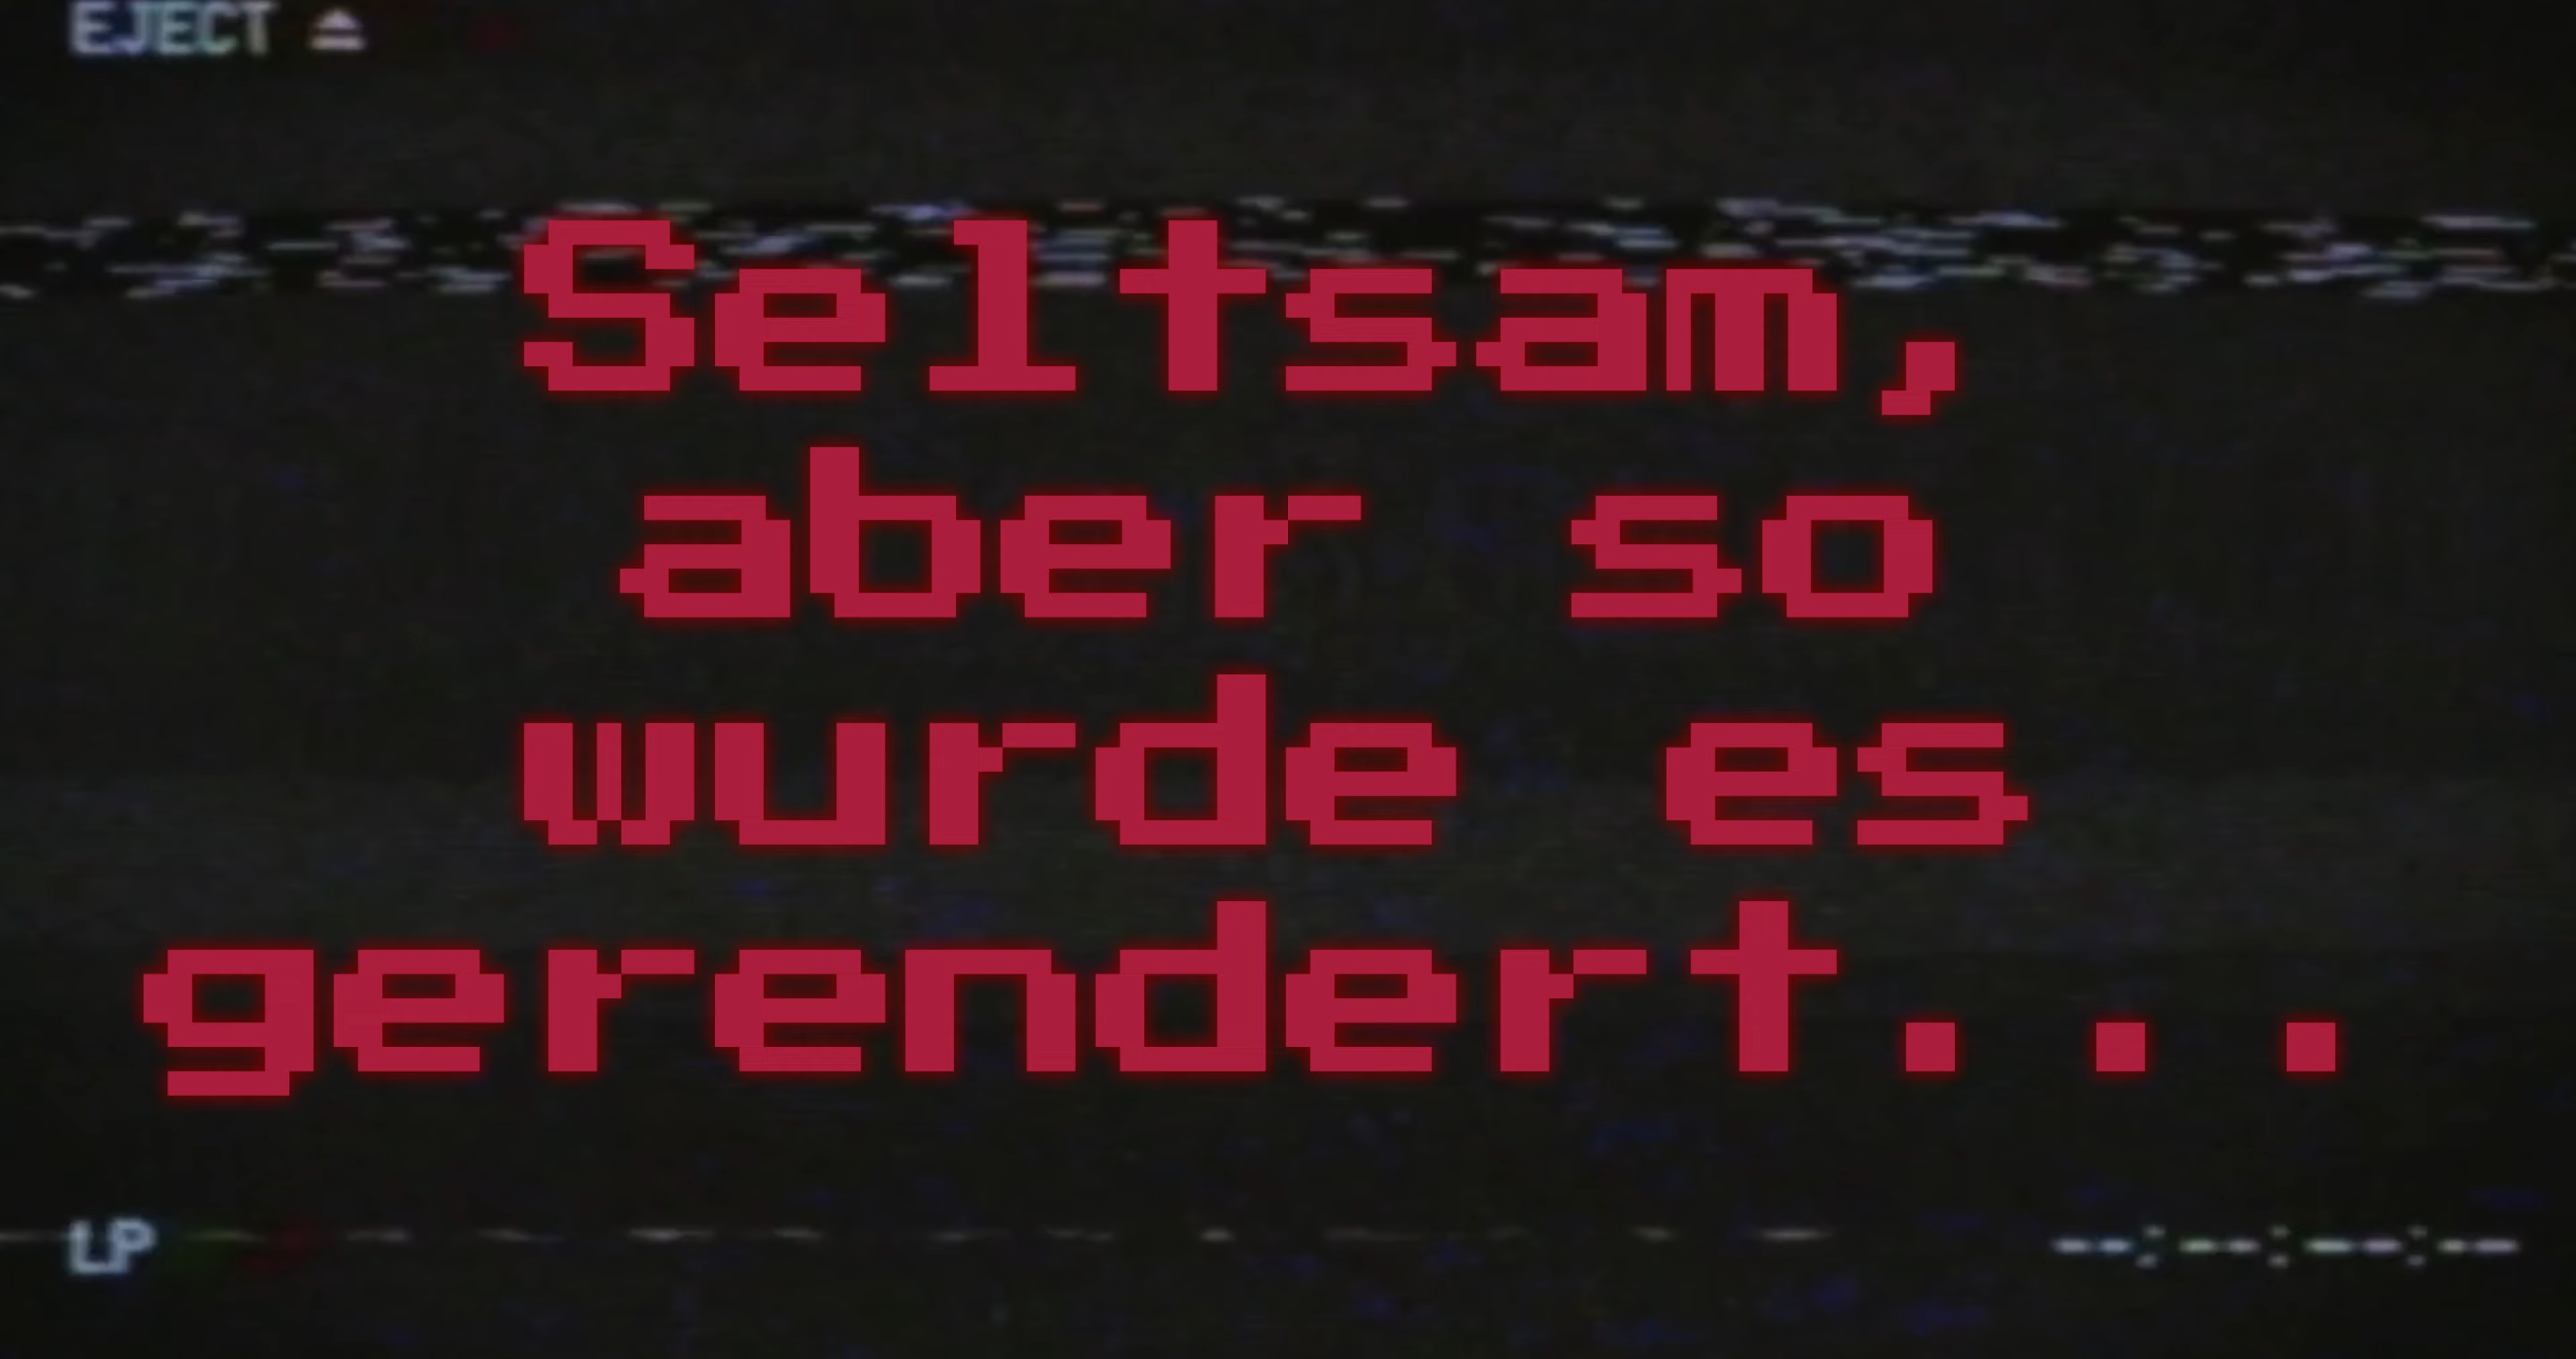 EJECT ⏏
Seltsam,
aber so
wurde es
gerendert...
LP
--:--:--:--